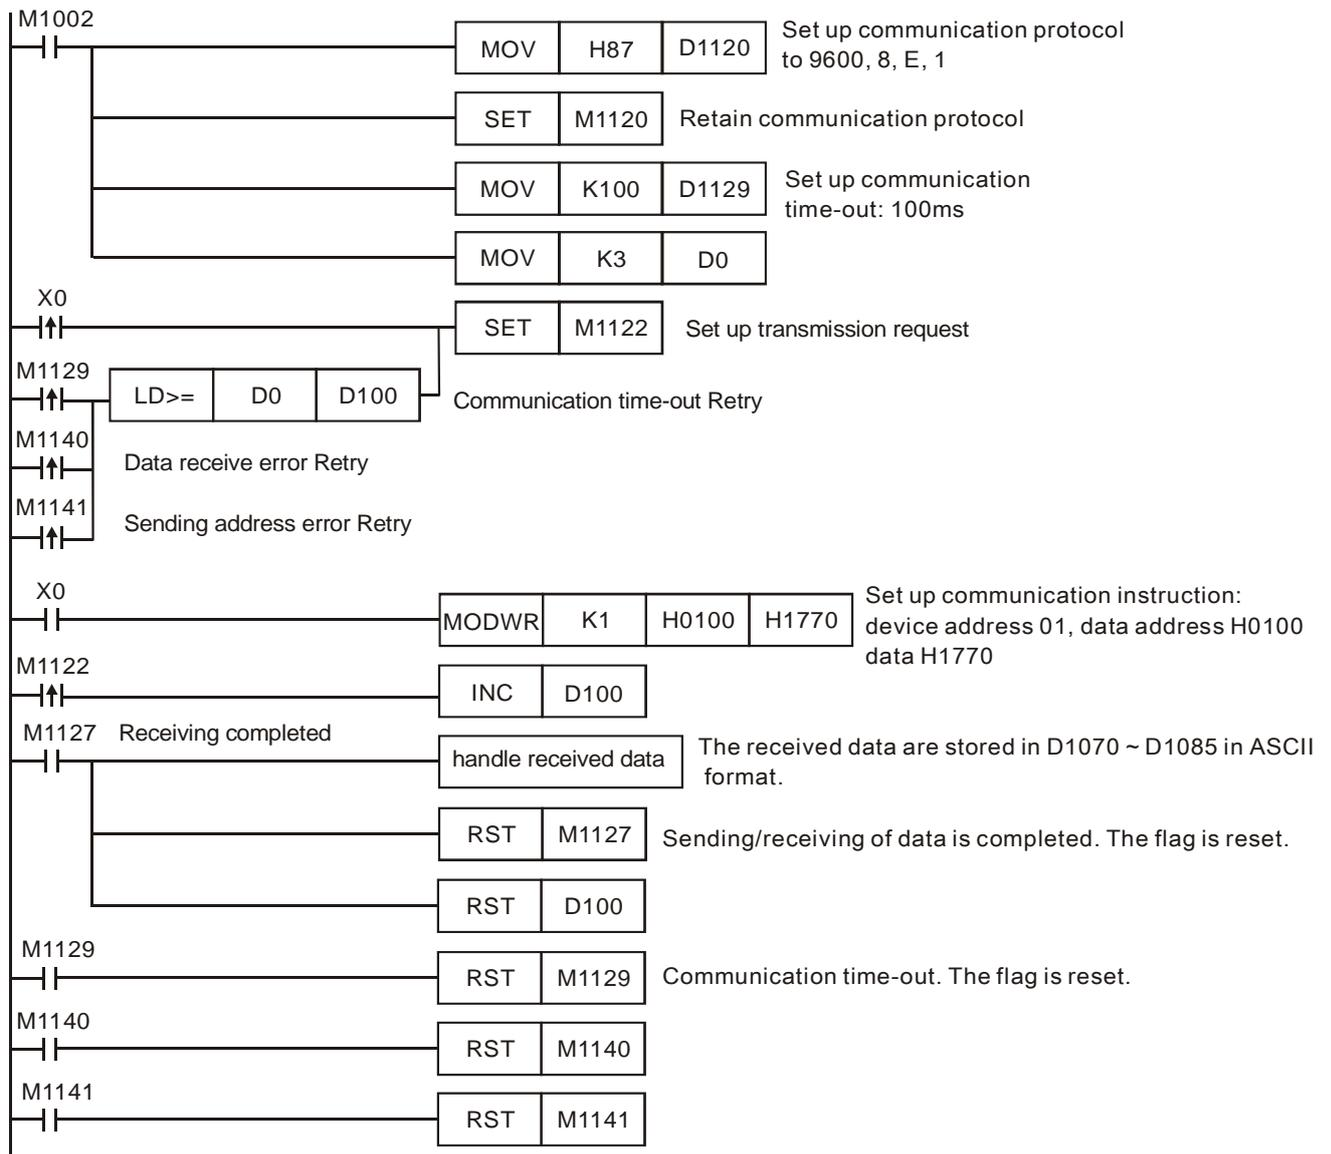 M1002
MOV H87 D1120 Set up communication protocol
to 9600, 8, E, 1
SET M1120 Retain communication protocol
MOV K100 D1129 Set up communication
time-out: 100ms
MOV K3 D0
X0
SET M1122 Set up transmission request
M1129
LD>= D0 D100 Communication time-out Retry
M1140
Data receive error Retry
M1141
Sending address error Retry
X0
MODWR K1 H0100 H1770 Set up communication instruction:
device address 01, data address H0100
data H1770
M1122
INC D100
M1127 Receiving completed
handle received data The received data are stored in D1070 ~ D1085 in ASCII
format.
RST M1127 Sending/receiving of data is completed. The flag is reset.
RST D100
M1129
RST M1129 Communication time-out. The flag is reset.
M1140
RST M1140
M1141
RST M1141